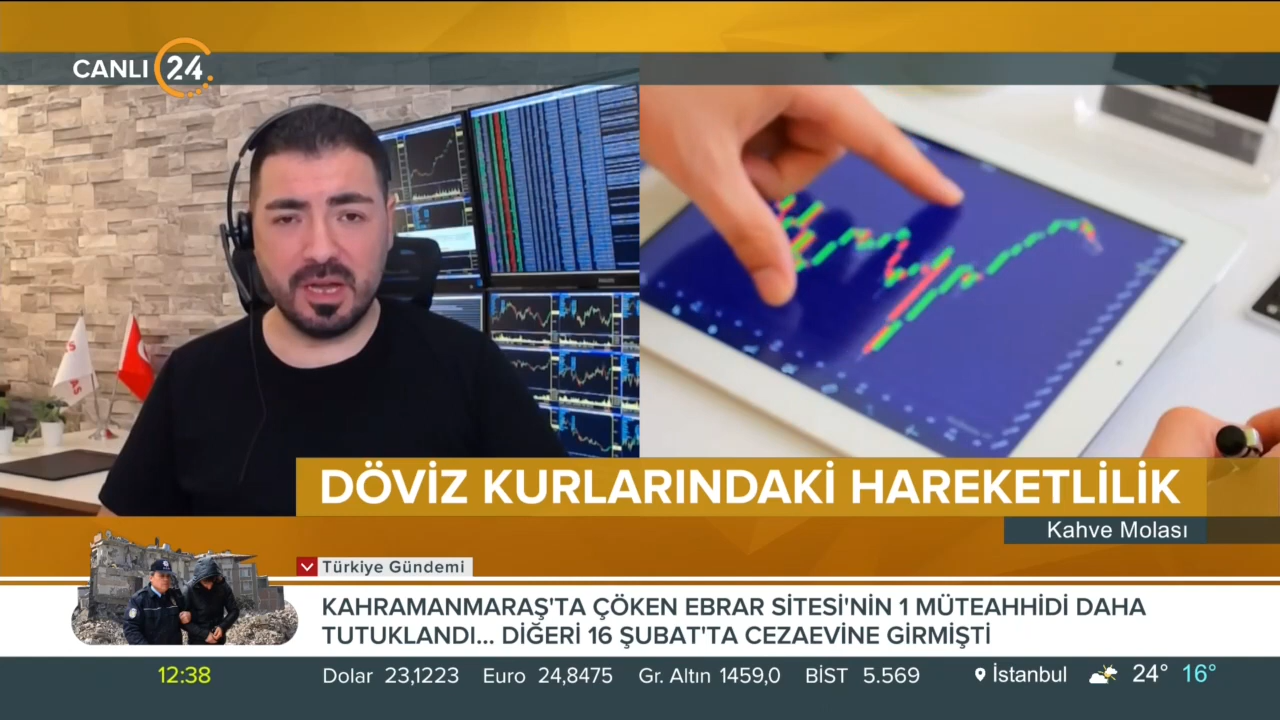 CANLI 24
DÖVİZ KURLARINDAKİ HAREKETLİLİK
Kahve Molası
Türkiye Gündemi
KAHRAMANMARAŞ'TA ÇÖKEN EBRAR SİTESİ'NİN 1 MÜTEAHHİDİ DAHA
TUTUKLANDI... DİĞERİ 16 ŞUBAT'TA CEZAEVİNE GİRMİŞTİ
12:38 Dolar 23,1223 Euro 24,8475 Gr. Altın 1459,0 BİST 5.569 İstanbul 24° 16°